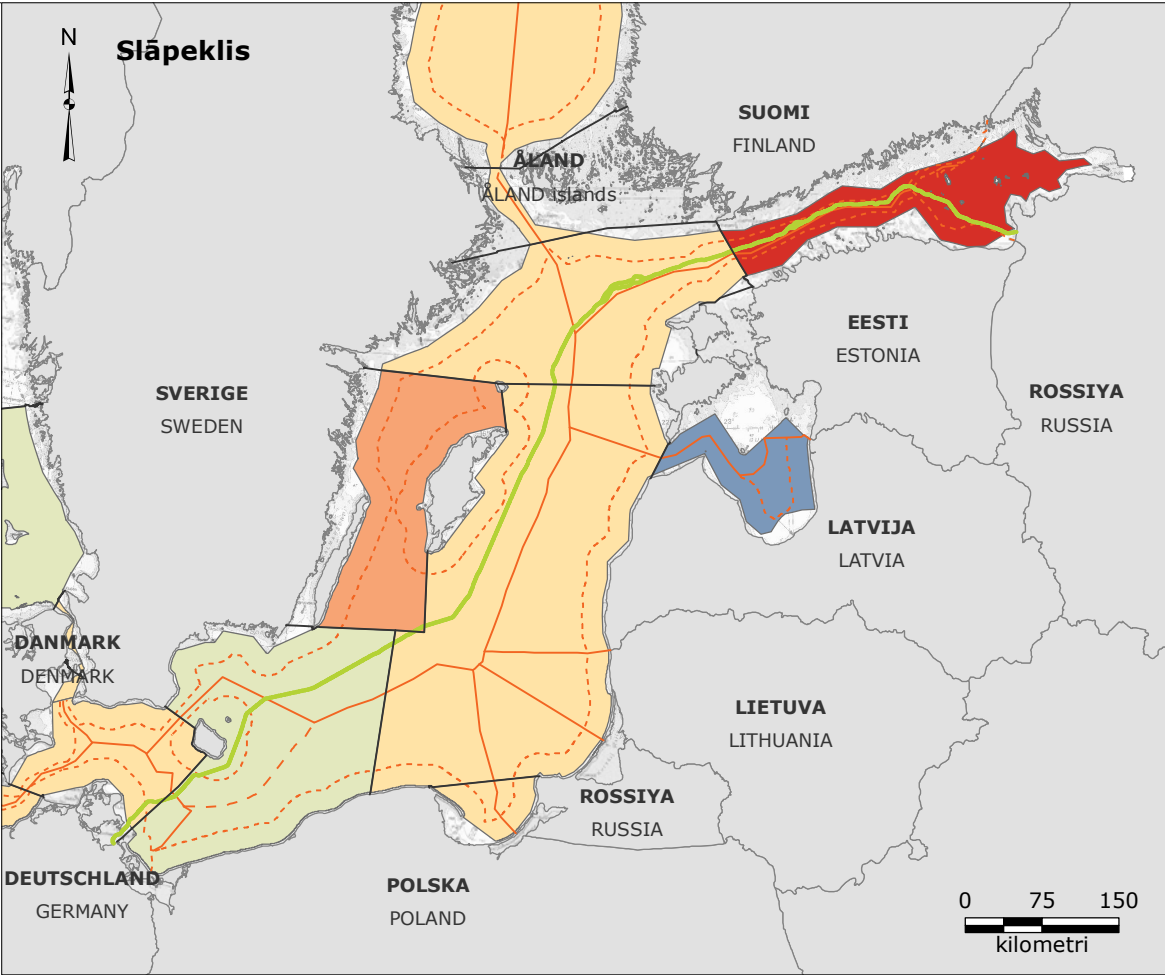 N
Slāpeklis
SUOMI
FINLAND
ÅLAND
ÅLAND islands
EESTI
ESTONIA
SVERIGE
SWEDEN
ROSSIYA
RUSSIA
LATVIJA
LATVIA
DANMARK
DENMARK
LIETUVA
LITHUANIA
ROSSIYA
RUSSIA
DEUTSCHLAND
GERMANY
POLSKA
POLAND
0 75 150
kilometri